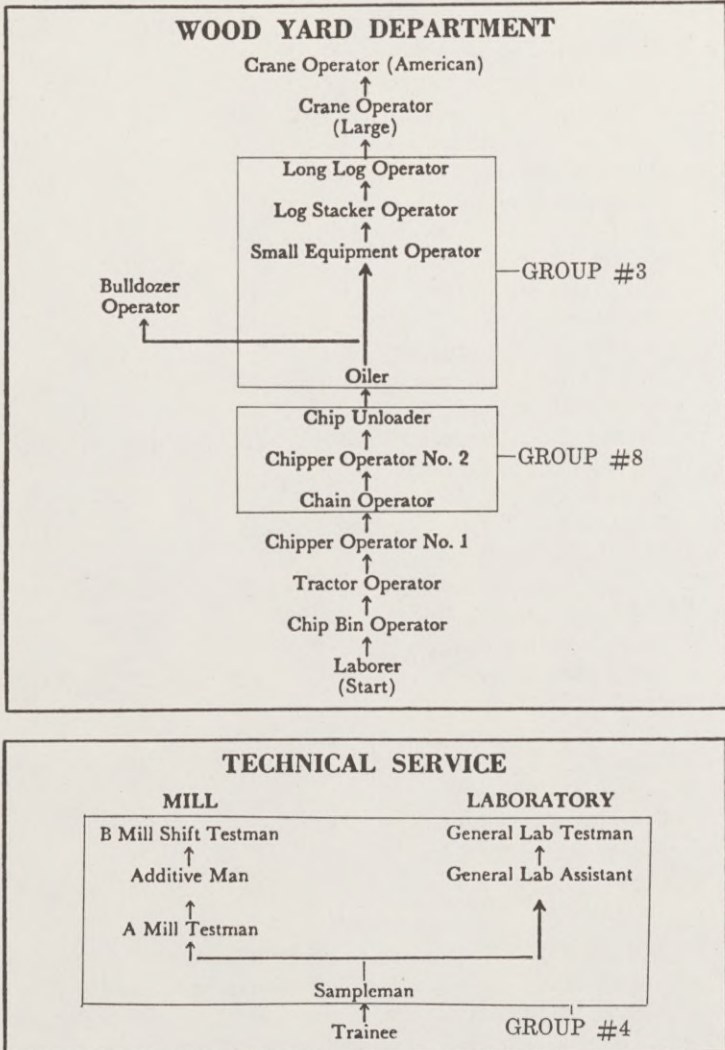 WOOD YARD DEPARTMENT
Crane Operator (American)
Crane Operator
(Large)
Long Log Operator
Log Stacker Operator
Small Equipment Operator
GROUP #3
Bulldozer
Operator
Oiler
Chip Unloader
Chipper Operator No. 2
GROUP #8
Chain Operator
Chipper Operator No. 1
Tractor Operator
Chip Bin Operator
Laborer
(Start)
TECHNICAL SERVICE
MILL LABORATORY
B Mill Shift Testman General Lab Testman
Additive Man General Lab Assistant
A Mill Testman
Sampleman
Trainee GROUP #4